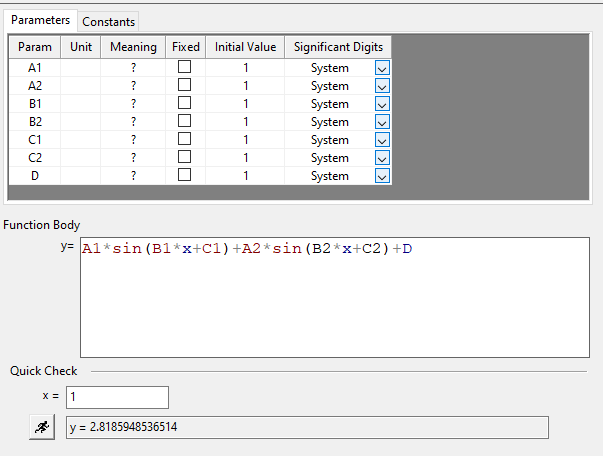 Parameters Constants
Param Unit Meaning Fixed Initial Value Significant Digits
A1 ? 1 System
A2 ? 1 System
B1 ? 1 System
B2 ? 1 System
C1 ? 1 System
C2 ? 1 System
D ? 1 System
Function Body
y= A1*sin(B1*x+C1)+A2*sin(B2*x+C2)+D
Quick Check
x = 1
y = 2.8185948536514